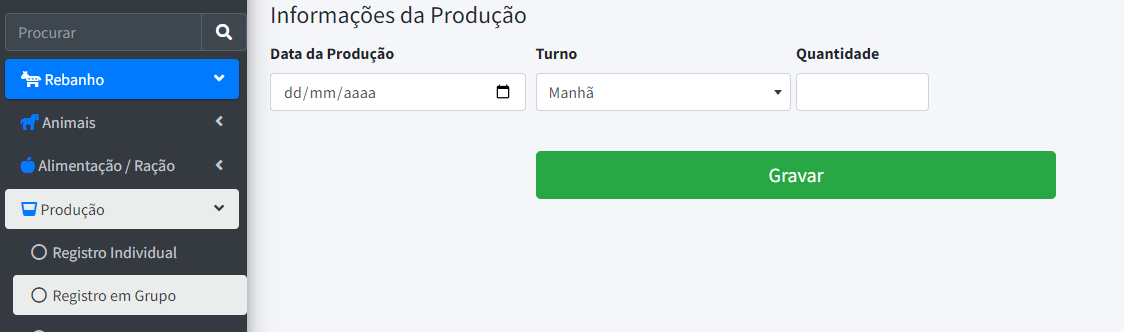 Procurar
Rebanho
Animais
Alimentação / Ração
Produção
Registro Individual
Registro em Grupo
Informações da Produção
Data da Produção Turno Quantidade
dd/mm/aaaa Manhã
Gravar